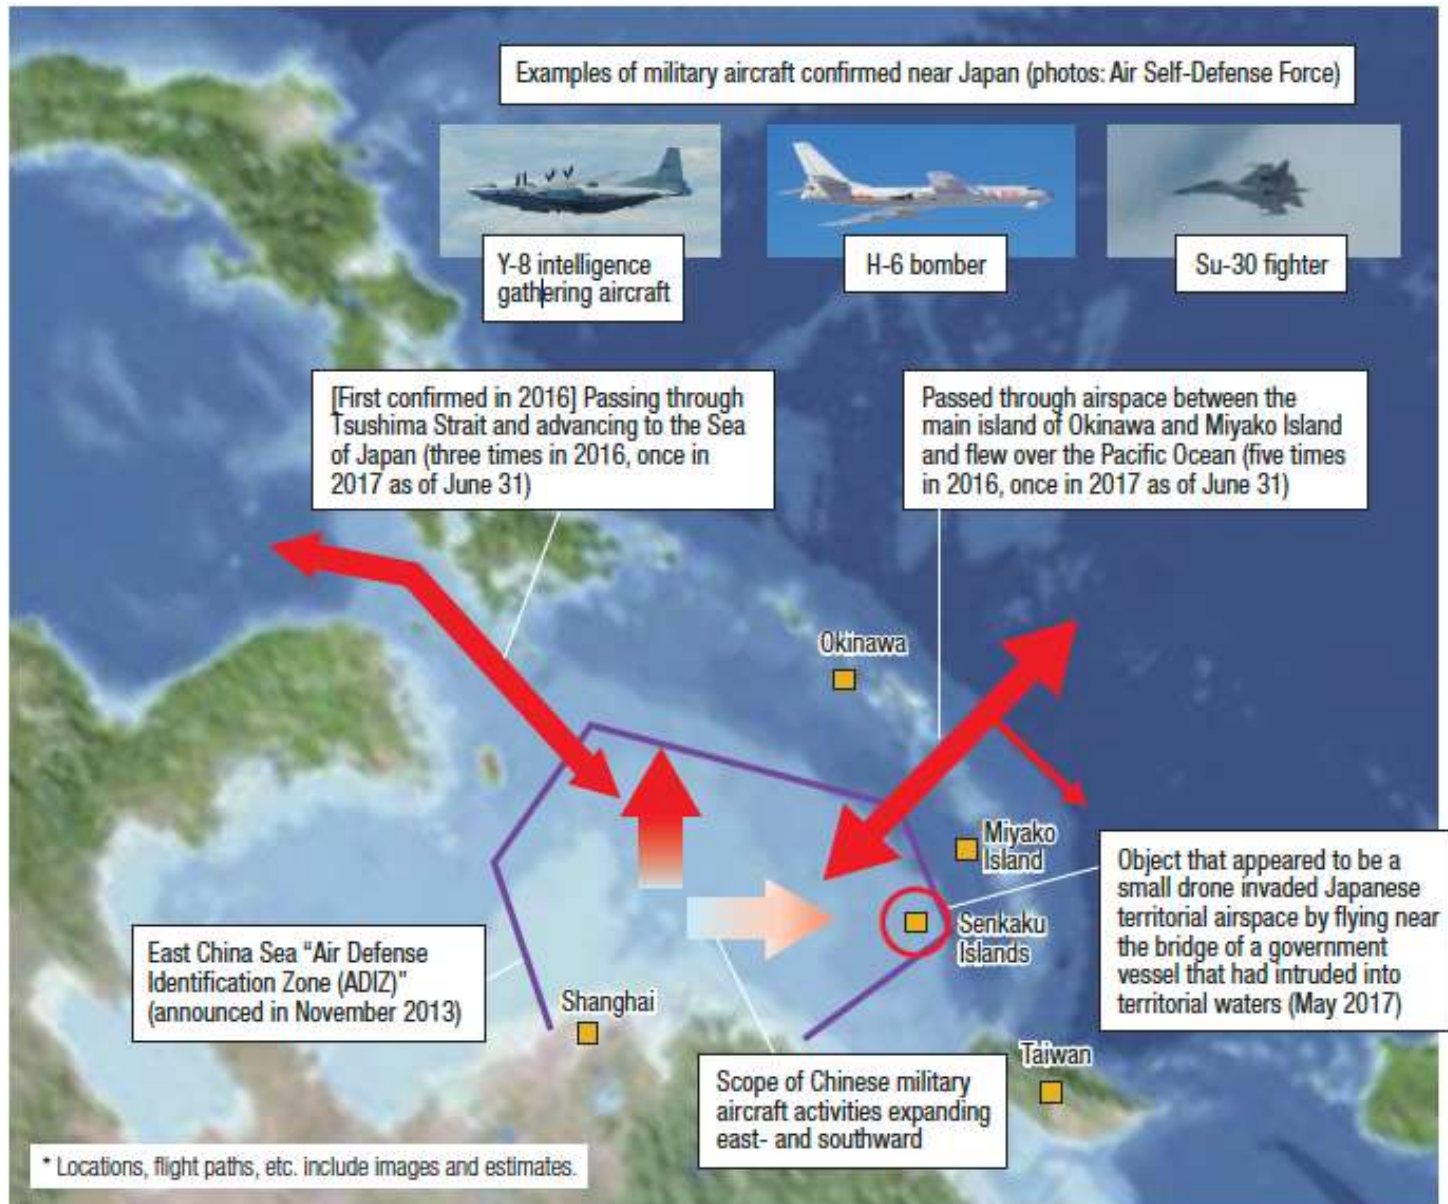 Examples of military aircraft confirmed near Japan (photos: Air Self-Defense Force)
Y-8 intelligence
gathering aircraft
H-6 bomber
Su-30 fighter
[First confirmed in 2016] Passing through
Tsushima Strait and advancing to the Sea
of Japan (three times in 2016, once in
2017 as of June 31)
Passed through airspace between the
main island of Okinawa and Miyako Island
and flew over the Pacific Ocean (five times
in 2016, once in 2017 as of June 31)
Okinawa
Miyako
Island
Object that appeared to be a
small drone invaded Japanese
territorial airspace by flying near
the bridge of a government
vessel that had intruded into
territorial waters (May 2017)
Senkaku
Islands
East China Sea “Air Defense
Identification Zone (ADIZ)”
(announced in November 2013)
Shanghai
Taiwan
Scope of Chinese military
aircraft activities expanding
east- and southward
* Locations, flight paths, etc. include images and estimates.